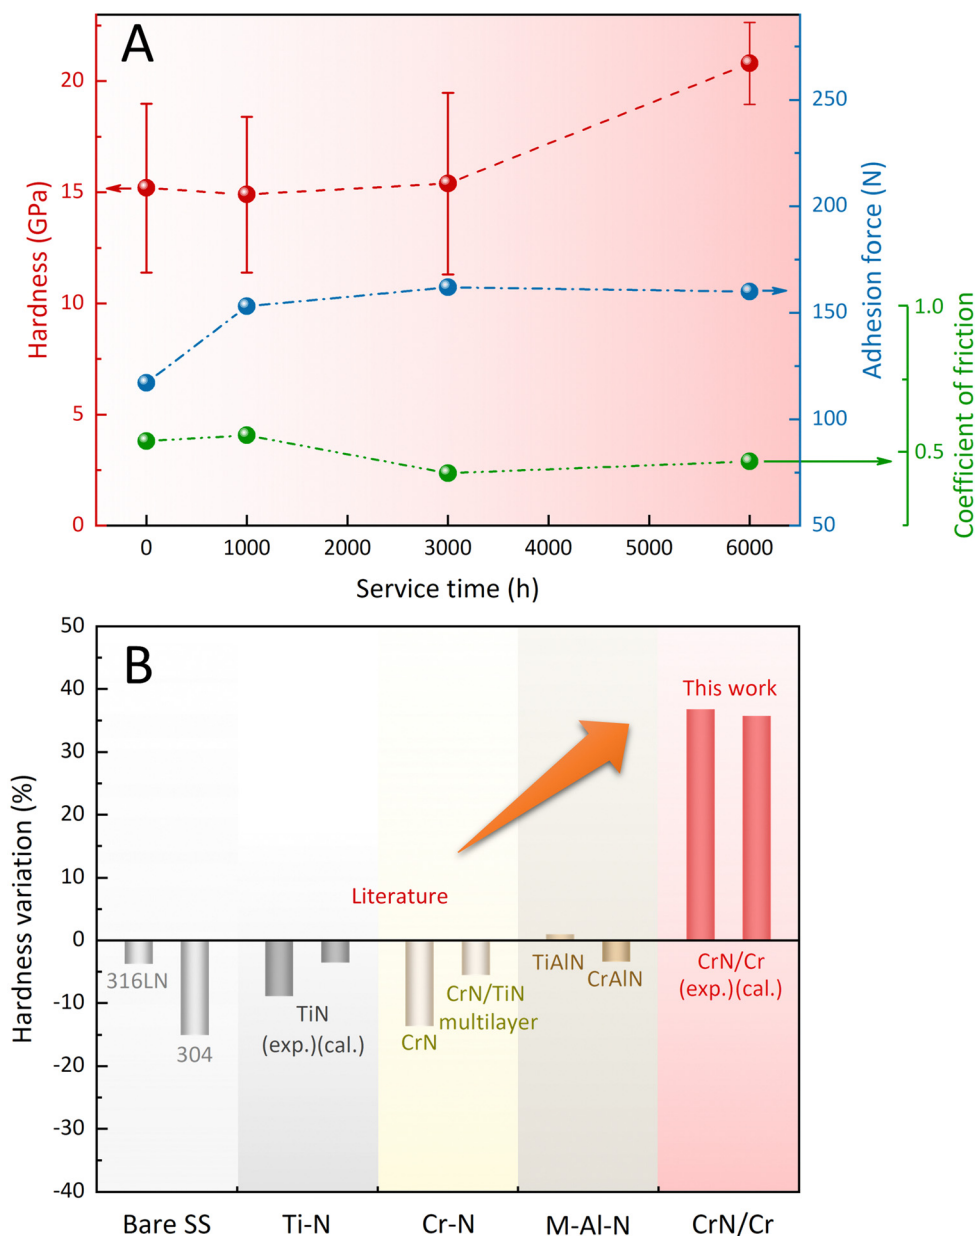 A
20
15
10
5
0
Hardness (GPa)
250
200
150
100
50
Adhesion force (N)
1.0
0.5
Coefficient of friction
0 1000 2000 3000 4000 5000 6000
Service time (h)
B
50
40
30
20
10
0
-10
-20
-30
-40
Hardness variation (%)
This work
Literature
316LN
304
TiN
(exp.)(cal.)
CrN
CrN/TiN
multilayer
TiAlN
CrAlN
CrN/Cr
(exp.)(cal.)
Bare SS Ti-N Cr-N M-Al-N CrN/Cr